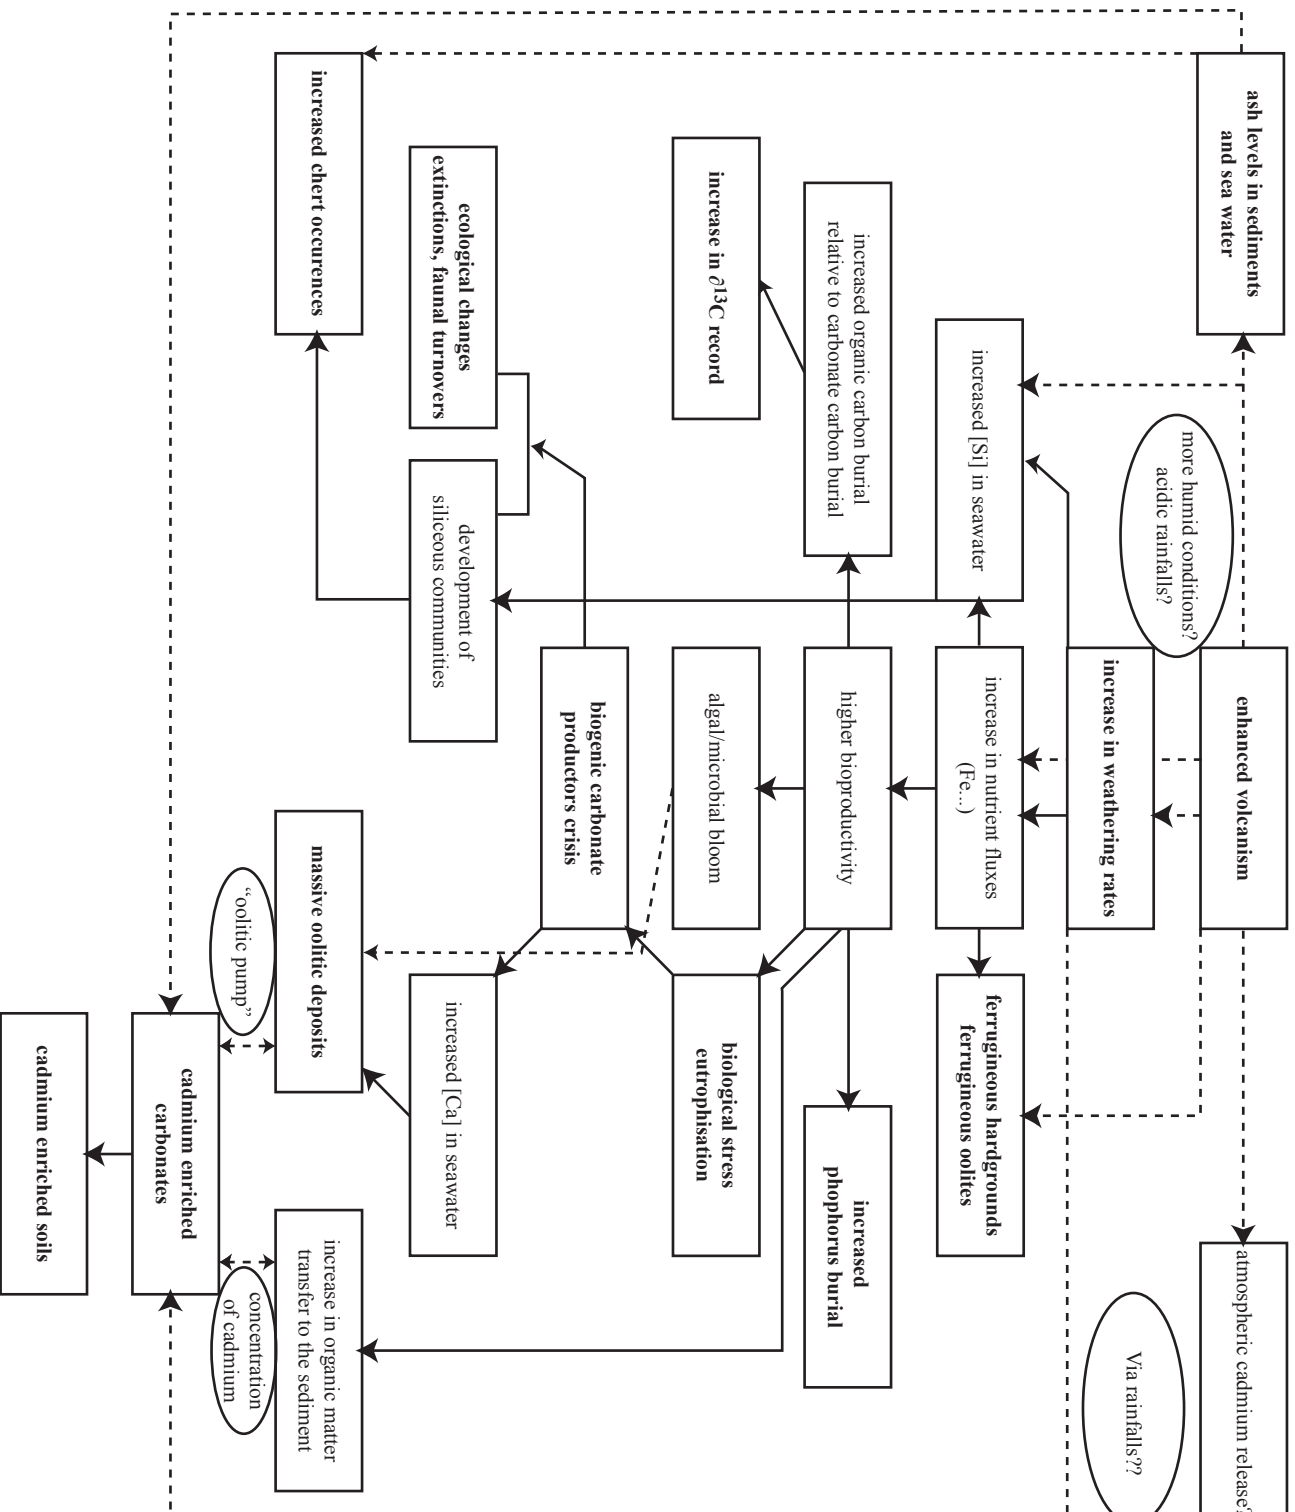 ash levels in sediments
and sea water
enhanced volcanism
atmospheric cadmium release?
more humid conditions?
acidic rainfalls?
Via rainfalls??
increase in weathering rates
increased [Si] in seawater
increase in nutrient fluxes
(Fe...)
ferrugineous hardgrounds
ferrugineous oolites
increased organic carbon burial
relative to carbonate carbon burial
higher bioproductivity
increased
phophorus burial
increase in ∂13C record
algal/microbial bloom
biological stress
eutrophisation
biogenic carbonate
productors crisis
ecological changes
extinctions, faunal turnovers
development of
siliceous communities
increased [Ca] in seawater
increased chert occurences
massive oolitic deposits
increase in organic matter
transfer to the sediment
“oolitic pump”
concentration
of cadmium
cadmium enriched
carbonates
cadmium enriched soils